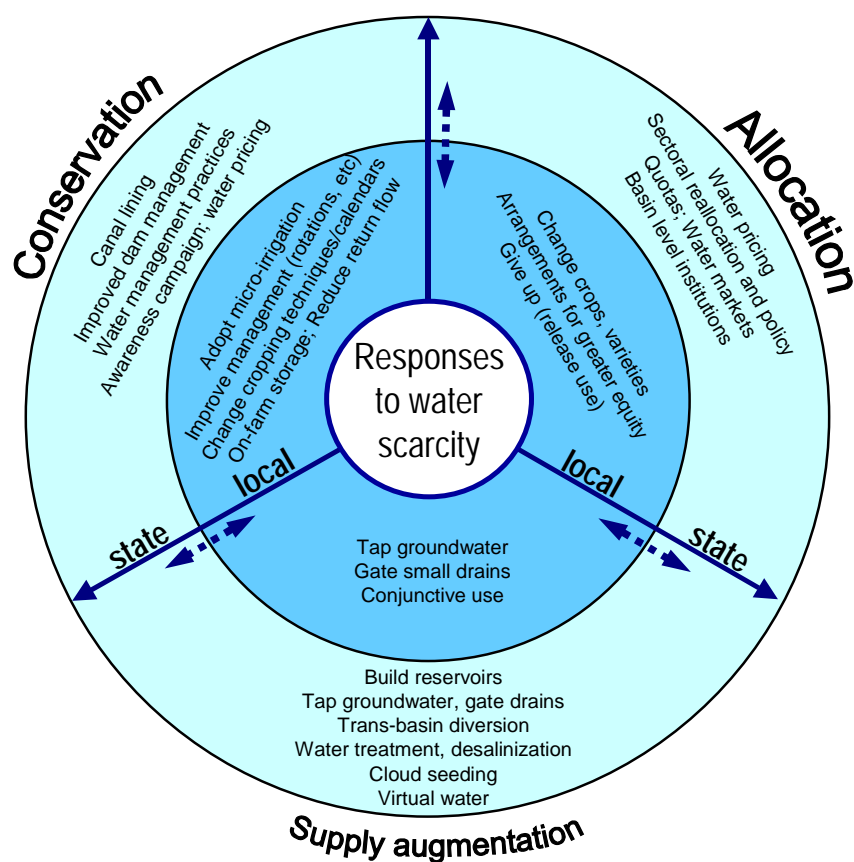 Conservation
Canal lining
Improved dam management
Water management practices
Awareness campaign; water pricing
Adopt micro-irrigation
Improve management (rotations, etc)
Change cropping techniques/calendars
On-farm storage; Reduce return flow
Allocation
Water pricing
Sectoral reallocation and policy
Quotas; Water markets
Basin level institutions
Change crops, varieties
Arrangements for greater equity
Give up (release use)
Responses
to water
scarcity
local
state
local
state
Tap groundwater
Gate small drains
Conjunctive use
Build reservoirs
Tap groundwater, gate drains
Trans-basin diversion
Water treatment, desalinization
Cloud seeding
Virtual water
Supply augmentation